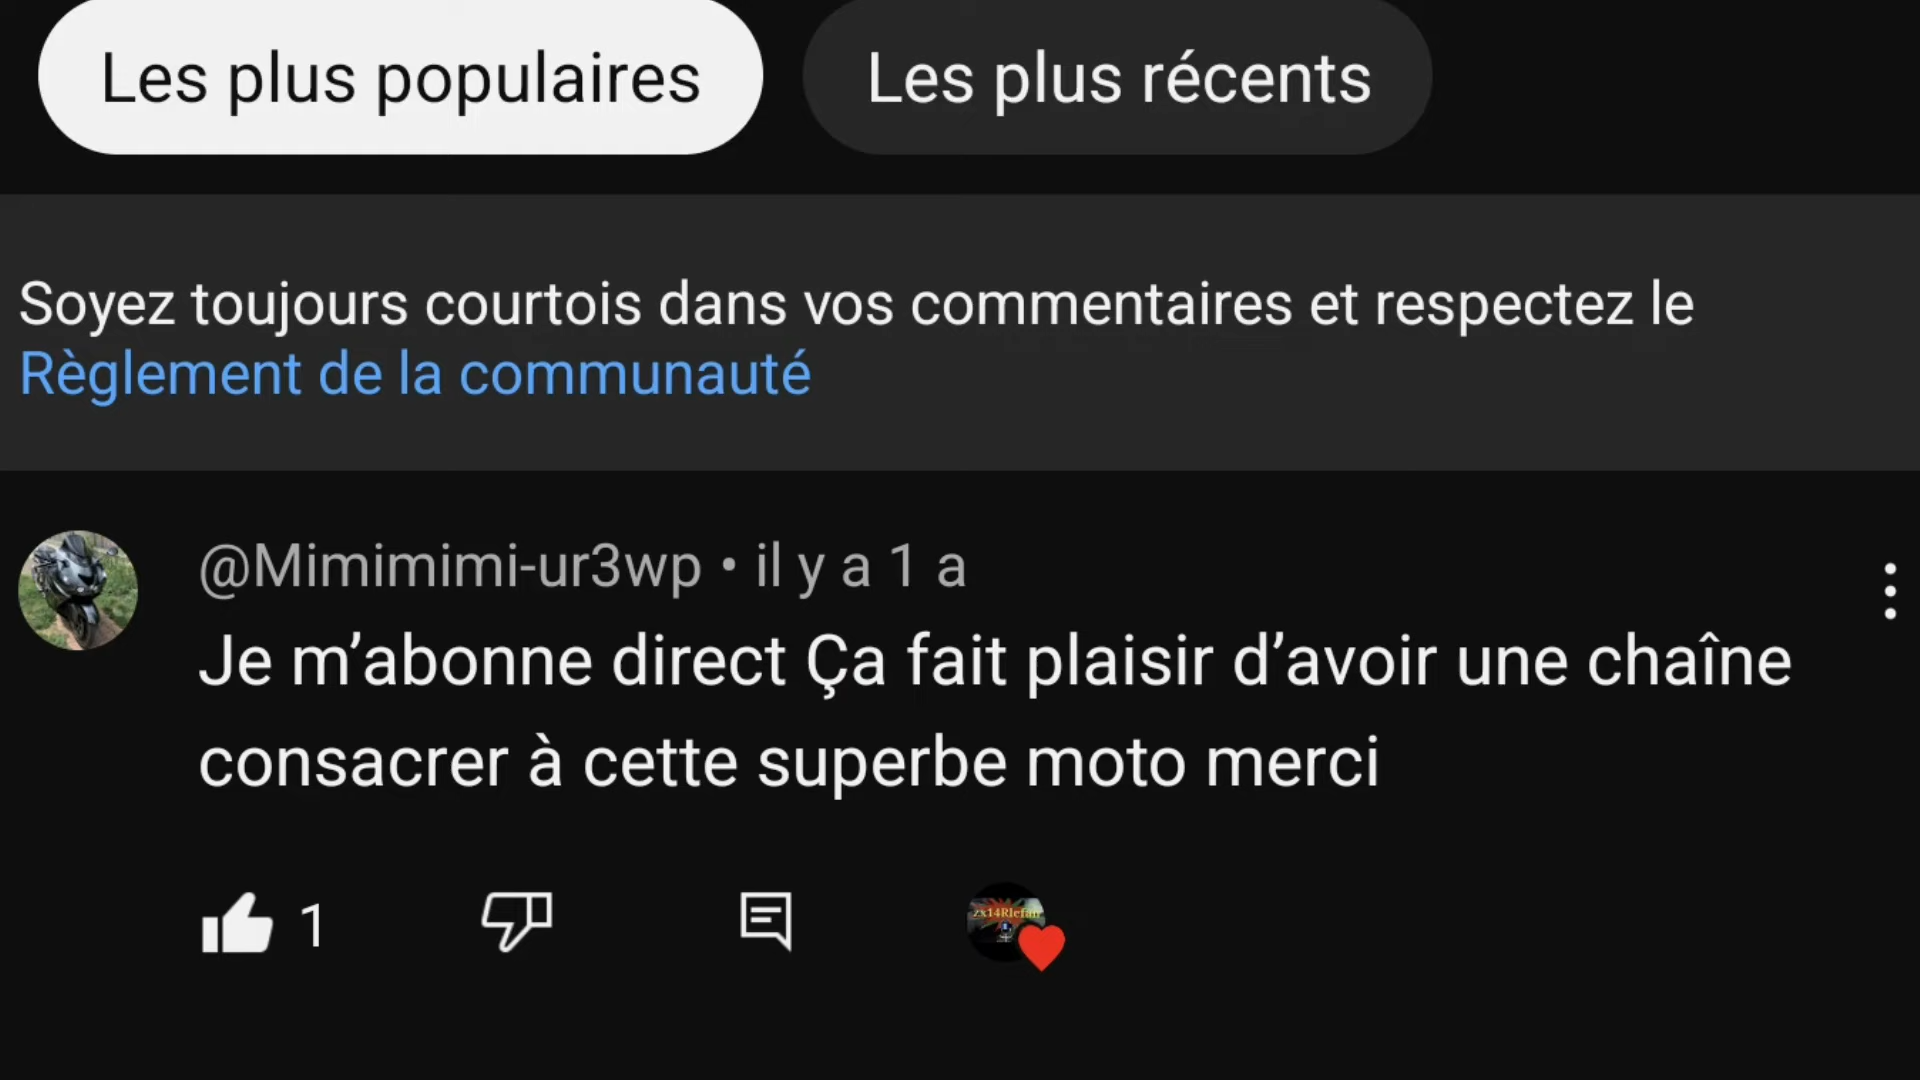 Les plus populaires
Les plus récents
Soyez toujours courtois dans vos commentaires et respectez le
Règlement de la communauté
@Mimimimi-ur3wp • il y a 1 a
Je m’abonne direct Ça fait plaisir d’avoir une chaîne
consacrer à cette superbe moto merci
1
zx14RIefan